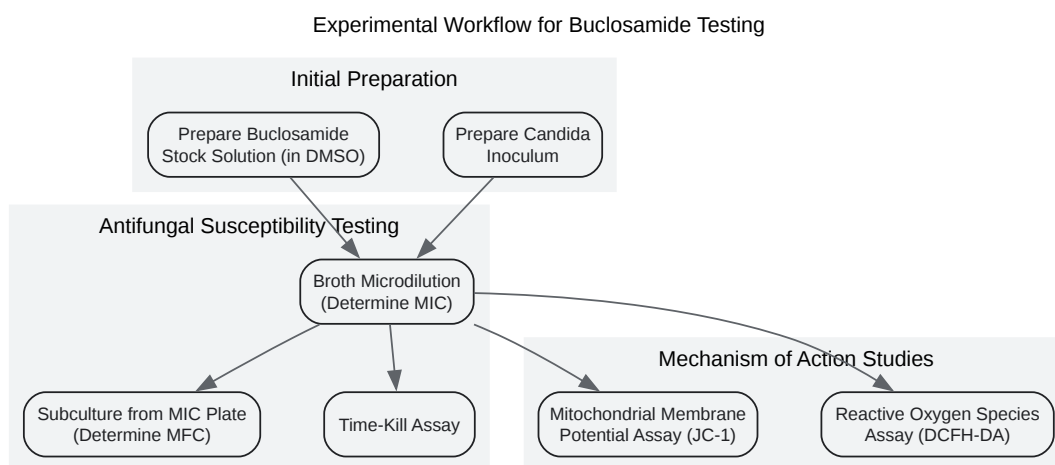 Experimental Workflow for Buclosamide Testing
Initial Preparation
Prepare Buclosamide
Stock Solution (in DMSO)
Prepare Candida
Inoculum
Antifungal Susceptibility Testing
Broth Microdilution
(Determine MIC)
Subculture from MIC Plate
(Determine MFC)
Time-Kill Assay
Mechanism of Action Studies
Mitochondrial Membrane
Potential Assay (JC-1)
Reactive Oxygen Species
Assay (DCFH-DA)